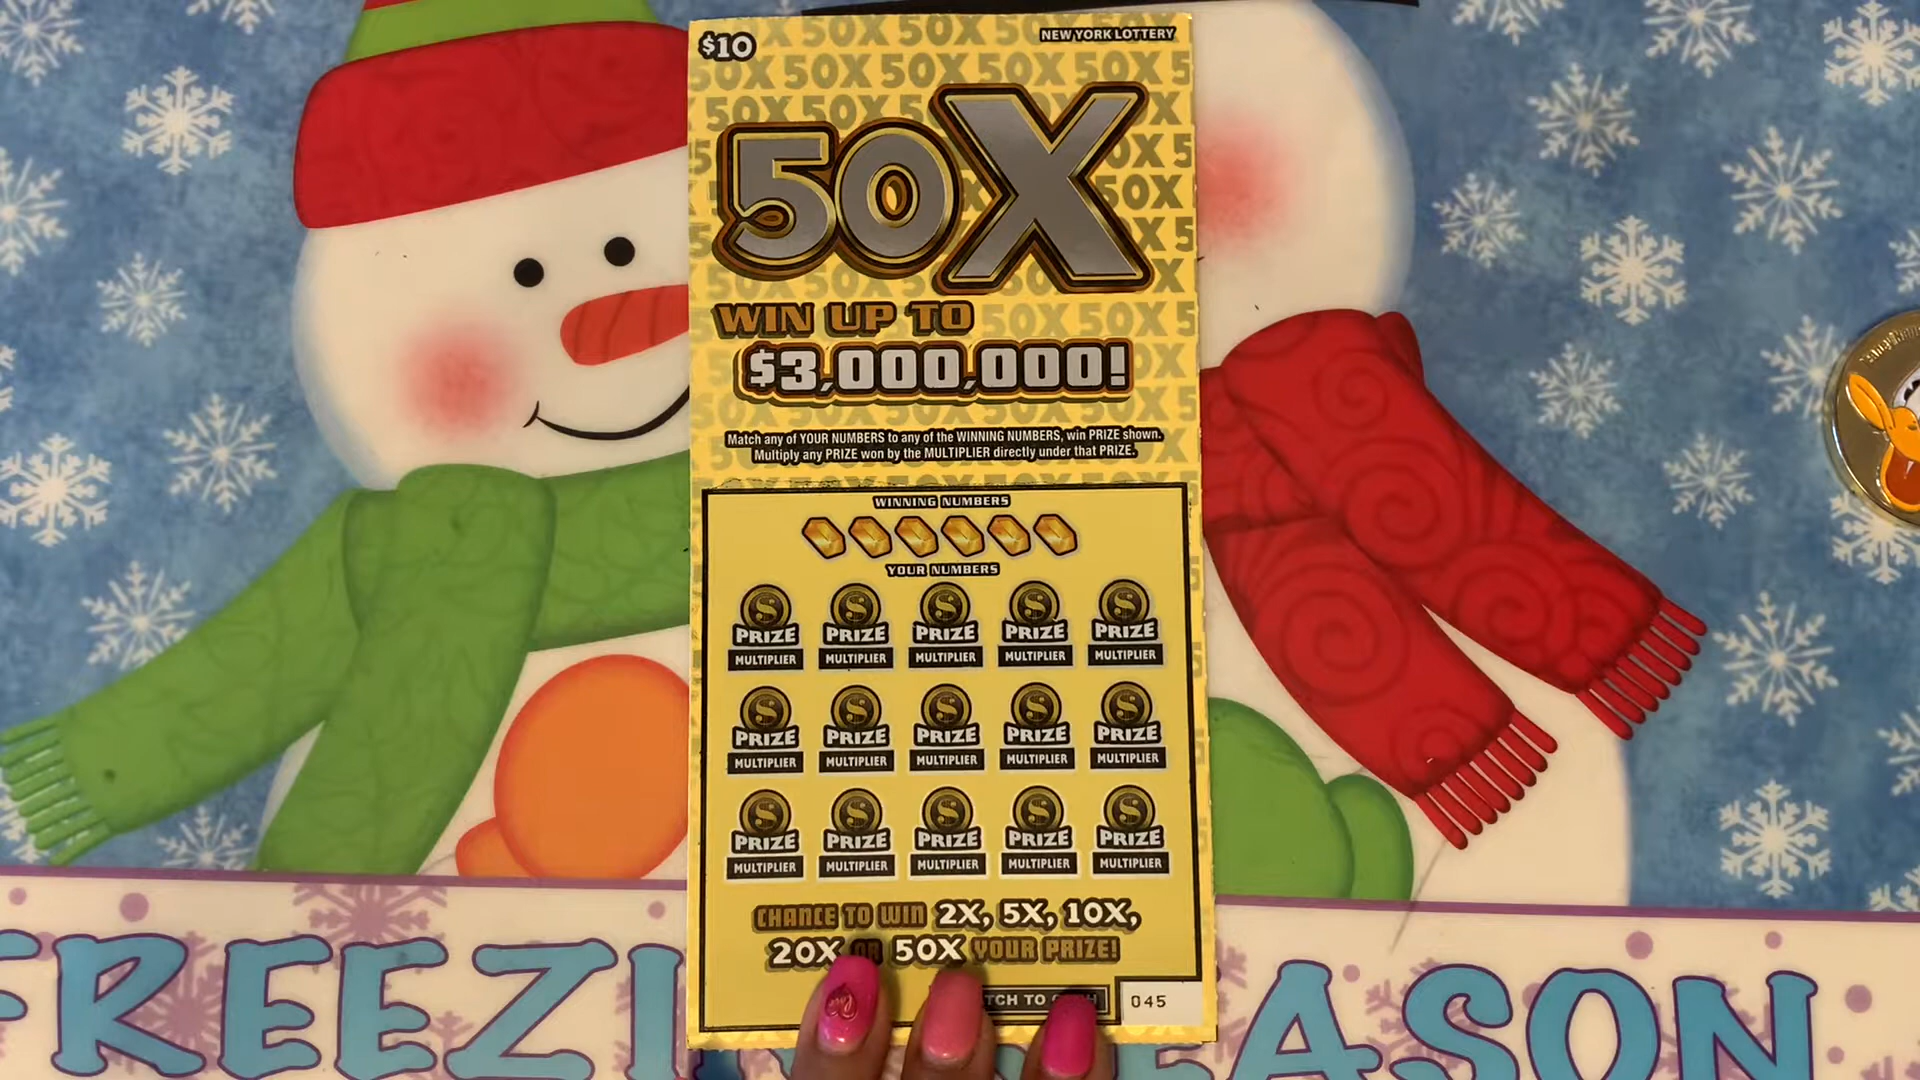 $10
NEW YORK LOTTERY
50X
WIN UP TO
$3,000,000!
Match any of YOUR NUMBERS to any of the WINNING NUMBERS, win PRIZE shown.
Multiply any PRIZE won by the MULTIPLIER directly under that PRIZE.
WINNING NUMBERS
YOUR NUMBERS
PRIZE PRIZE PRIZE PRIZE PRIZE
MULTIPLIER MULTIPLIER MULTIPLIER MULTIPLIER MULTIPLIER
PRIZE PRIZE PRIZE PRIZE PRIZE
MULTIPLIER MULTIPLIER MULTIPLIER MULTIPLIER MULTIPLIER
PRIZE PRIZE PRIZE PRIZE PRIZE
MULTIPLIER MULTIPLIER MULTIPLIER MULTIPLIER MULTIPLIER
CHANCE TO WIN 2X, 5X, 10X,
20X OR 50X YOUR PRIZE!
TO
045
FREEZI EASON